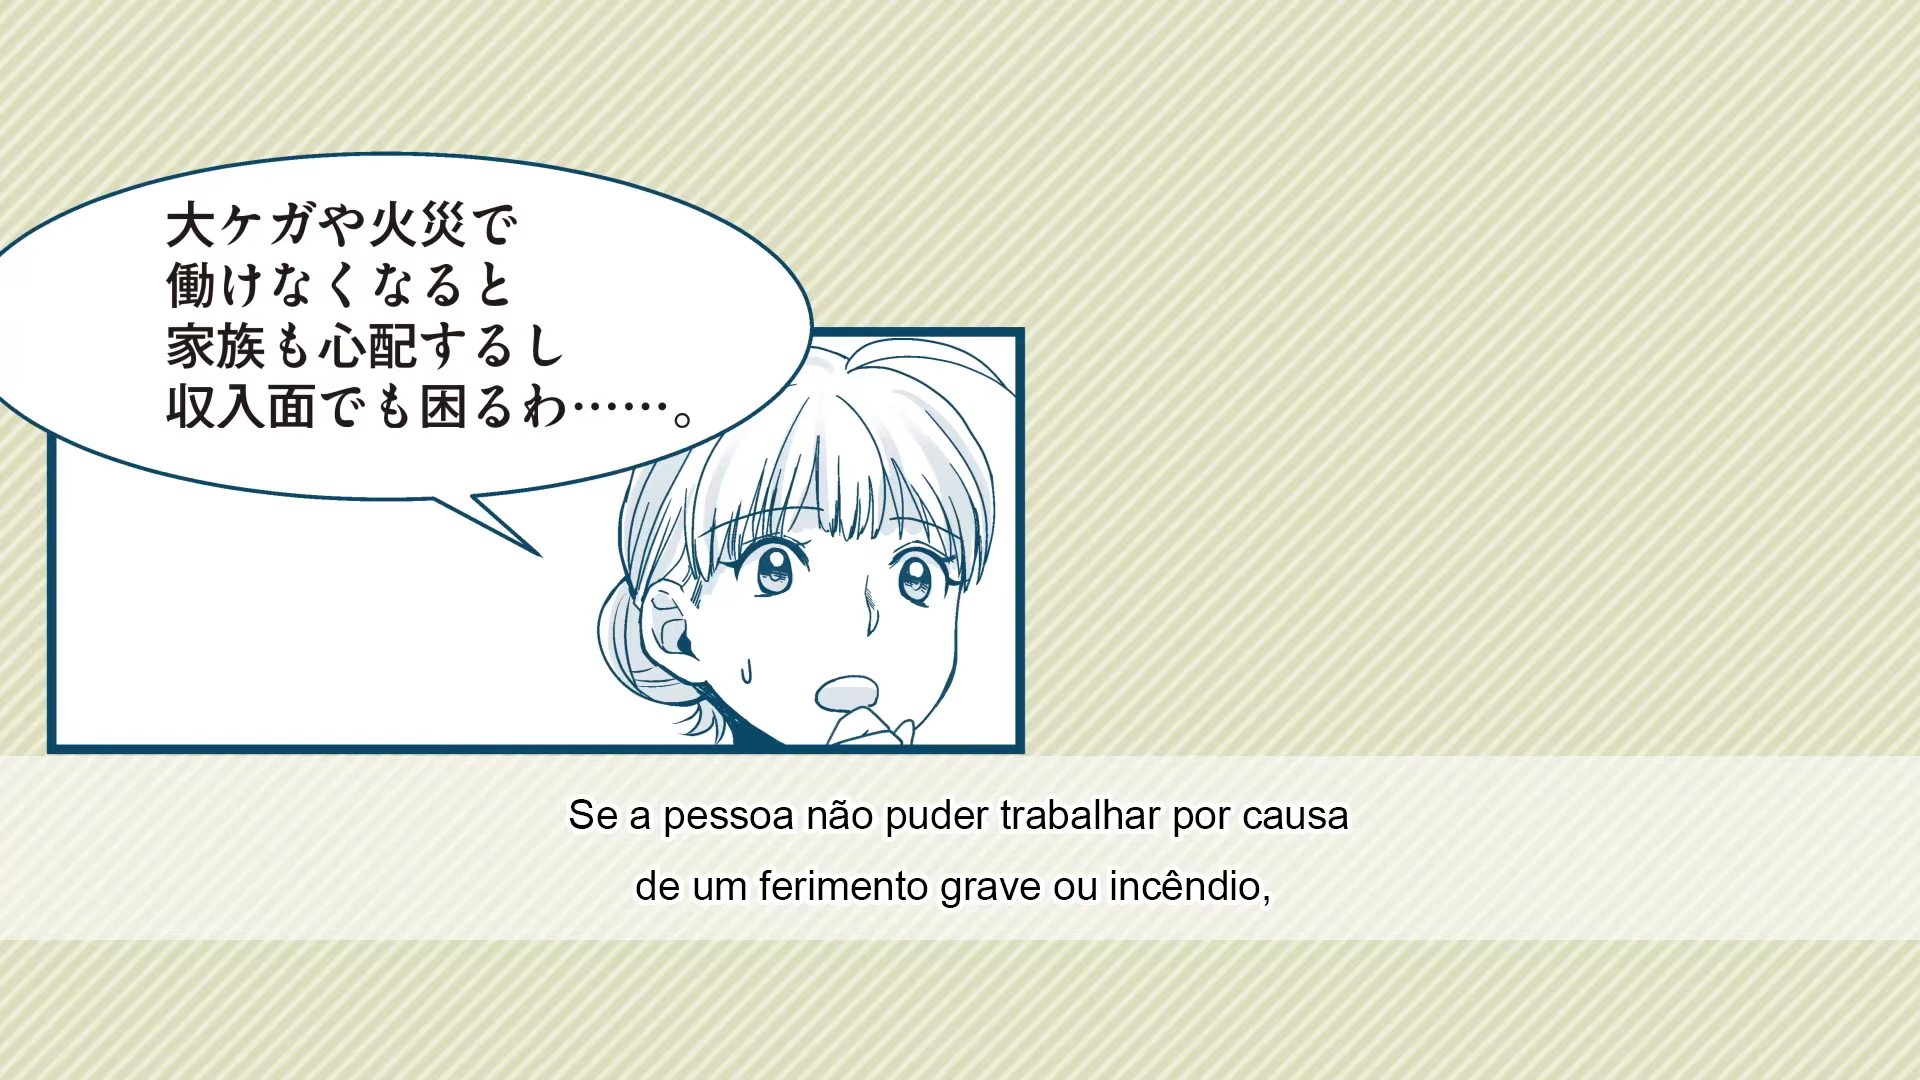 大ケガや火災で
働けなくなると
家族も心配するし
収入面でも困るわ……。
Se a pessoa não puder trabalhar por causa
de um ferimento grave ou incêndio,